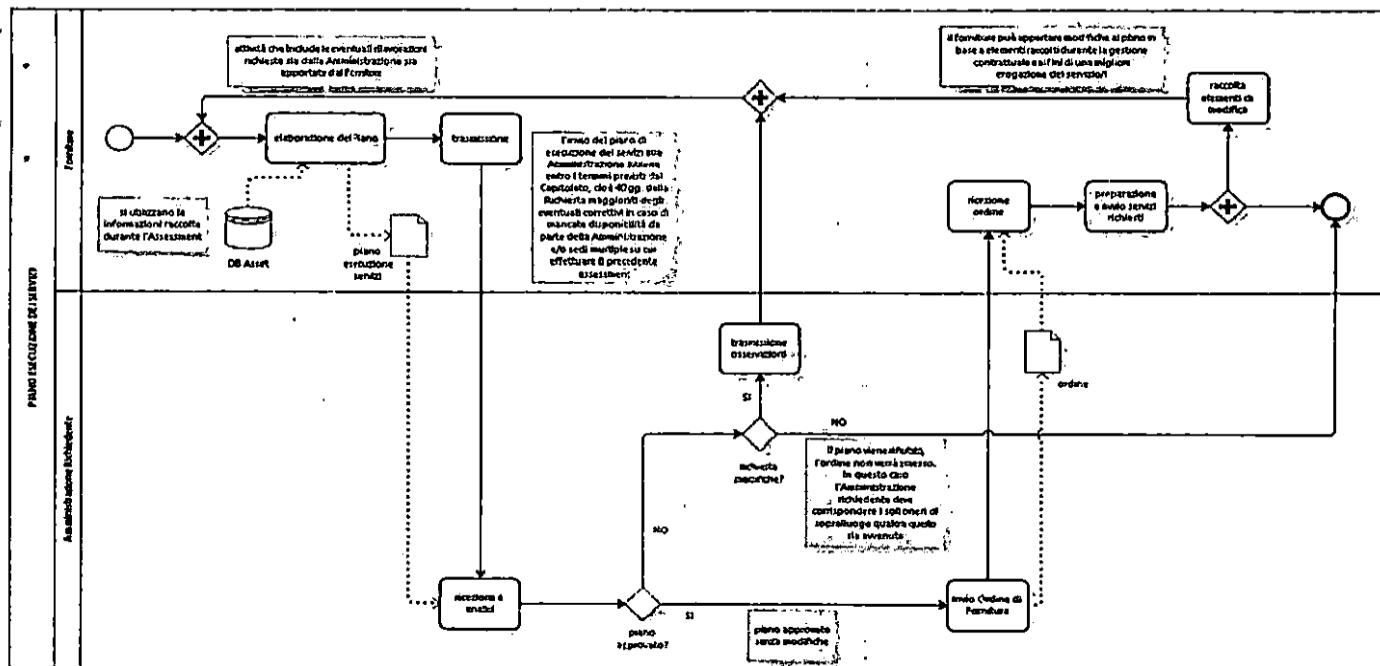 PIANO ESECUZIONE DEI SERVIZI
Fornitore
Amministrazione Richiedente
attività che include le eventuali rilavorazioni
richieste sia dalla Amministrazione sia
apportate dal Fornitore
elaborazione del Piano
trasmissione
si utilizzano le
informazioni raccolte
durante l'Assessment
DB Asset
piano
esecuzione
servizi
l'invio del piano di
esecuzione dei servizi alla
Amministrazione avviene
entro i termini previsti dal
Capitolato, cioè 40 gg. dalla
Richiesta maggiorati degli
eventuali correttivi in caso di
mancata disponibilità da
parte della Amministrazione
e/o sedi multiple su cui
effettuare il precedente
assessment
il Fornitore può apportare modifiche al piano in
base a elementi raccolti durante la gestione
contrattuale e ai fini di una migliore
erogazione del servizio/i
raccolta
elementi di
modifica
ricezione
ordine
preparazione
e avvio servizi
richiesti
trasmissione
osservazioni
SI
richiesta
modifiche?
NO
il piano viene rifiutato,
l'ordine non verrà emesso.
In questo caso
l'Amministrazione
richiedente deve
corrispondere i soli oneri di
sopralluogo qualora questo
sia avvenuto
ordine
NO
ricezione e
analisi
piano
approvato?
SI
piano approvato
senza modifiche
invio Ordine di
Fornitura